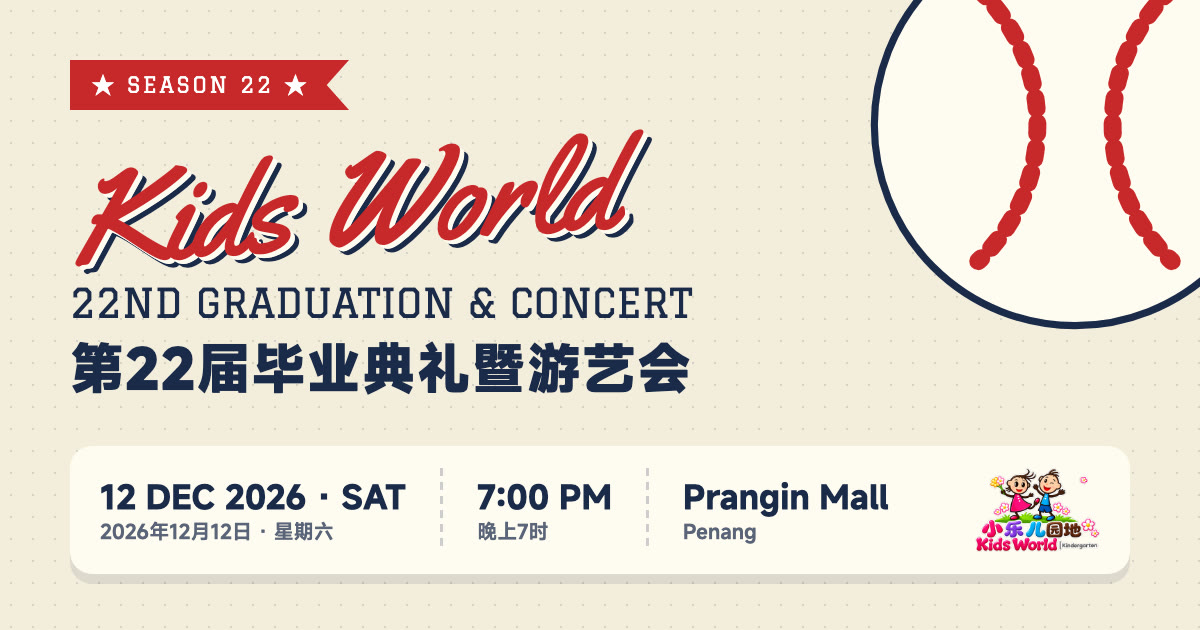 ★ SEASON 22 ★
Kids World
22ND GRADUATION & CONCERT
第22届毕业典礼暨游艺会
12 DEC 2026 · SAT
2026年12月12日 · 星期六
7:00 PM
晚上7时
Prangin Mall
Penang
小乐儿园地
Kids World Kindergarten